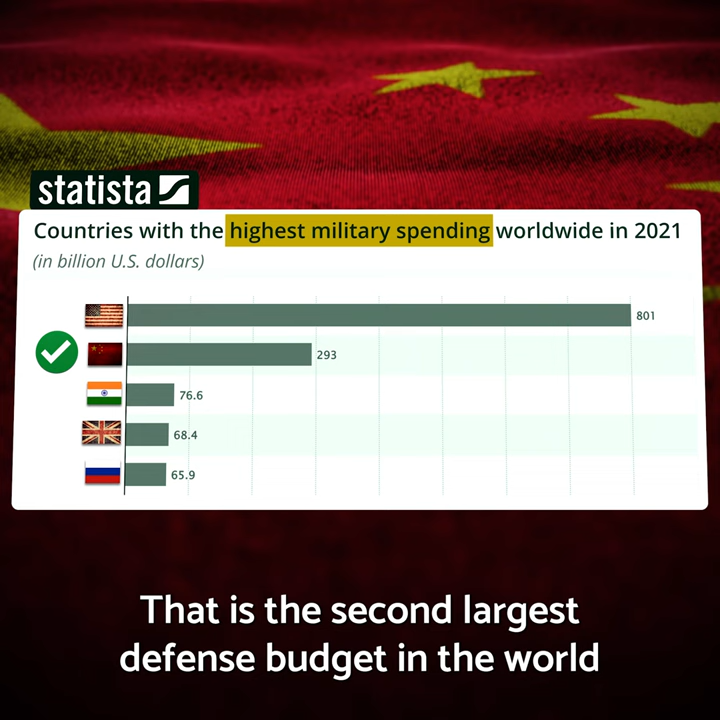 statista
Countries with the highest military spending worldwide in 2021
(in billion U.S. dollars)
801
293
76.6
68.4
65.9
That is the second largest
defense budget in the world